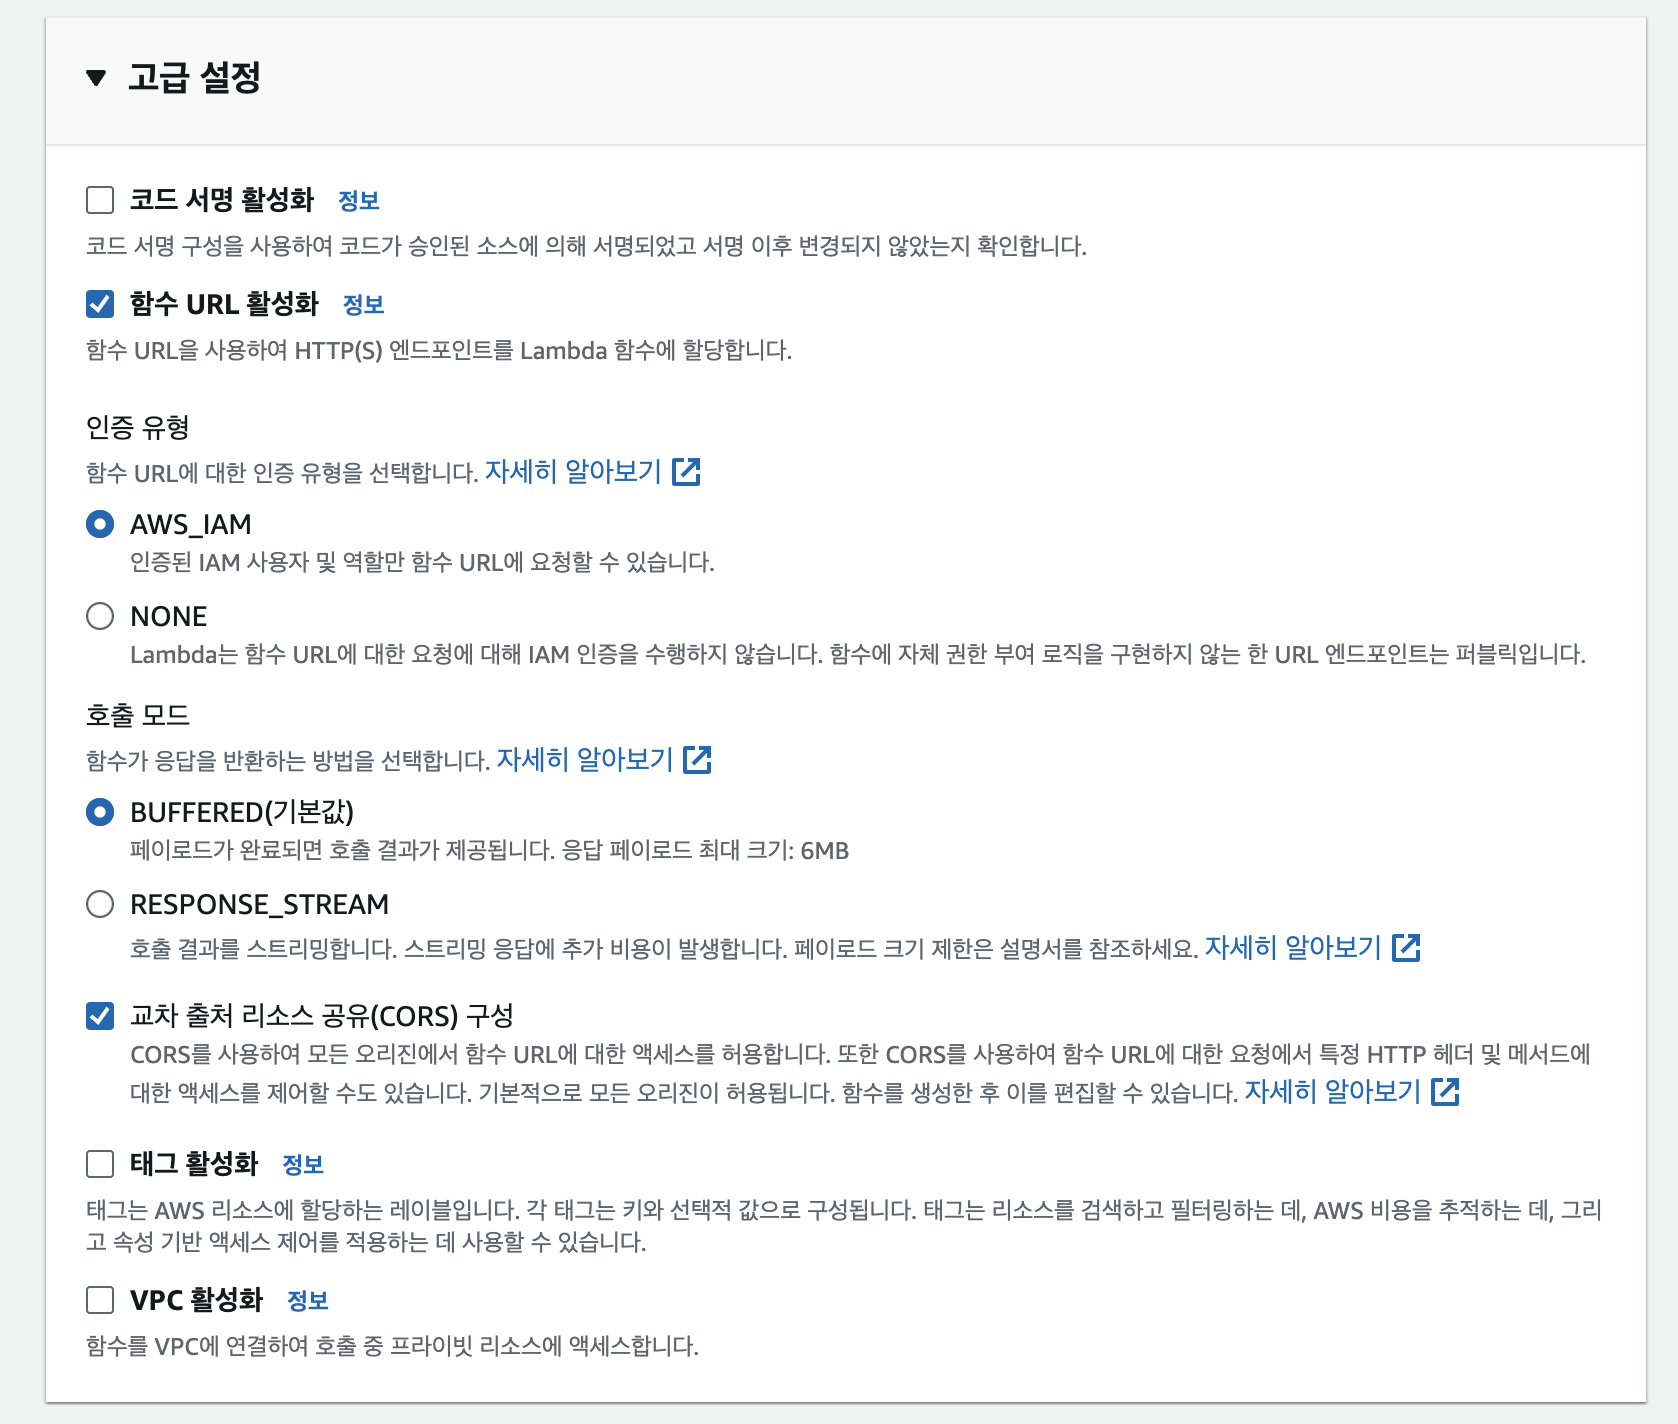 고급 설정
코드 서명 활성화 정보
코드 서명 구성을 사용하여 코드가 승인된 소스에 의해 서명되었고 서명 이후 변경되지 않았는지 확인합니다.
함수 URL 활성화 정보
함수 URL을 사용하여 HTTP(S) 엔드포인트를 Lambda 함수에 할당합니다.
인증 유형
함수 URL에 대한 인증 유형을 선택합니다. 자세히 알아보기
AWS_IAM
인증된 IAM 사용자 및 역할만 함수 URL에 요청할 수 있습니다.
NONE
Lambda는 함수 URL에 대한 요청에 대해 IAM 인증을 수행하지 않습니다. 함수에 자체 권한 부여 로직을 구현하지 않는 한 URL 엔드포인트는 퍼블릭입니다.
호출 모드
함수가 응답을 반환하는 방법을 선택합니다. 자세히 알아보기
BUFFERED(기본값)
페이로드가 완료되면 호출 결과가 제공됩니다. 응답 페이로드 최대 크기: 6MB
RESPONSE_STREAM
호출 결과를 스트리밍합니다. 스트리밍 응답에 추가 비용이 발생합니다. 페이로드 크기 제한은 설명서를 참조하세요. 자세히 알아보기
교차 출처 리소스 공유(CORS) 구성
CORS를 사용하여 모든 오리진에서 함수 URL에 대한 액세스를 허용합니다. 또한 CORS를 사용하여 함수 URL에 대한 요청에서 특정 HTTP 헤더 및 메서드에
대한 액세스를 제어할 수도 있습니다. 기본적으로 모든 오리진이 허용됩니다. 함수를 생성한 후 이를 편집할 수 있습니다. 자세히 알아보기
태그 활성화 정보
태그는 AWS 리소스에 할당하는 레이블입니다. 각 태그는 키와 선택적 값으로 구성됩니다. 태그는 리소스를 검색하고 필터링하는 데, AWS 비용을 추적하는 데, 그리
고 속성 기반 액세스 제어를 적용하는 데 사용할 수 있습니다.
VPC 활성화 정보
함수를 VPC에 연결하여 호출 중 프라이빗 리소스에 액세스합니다.